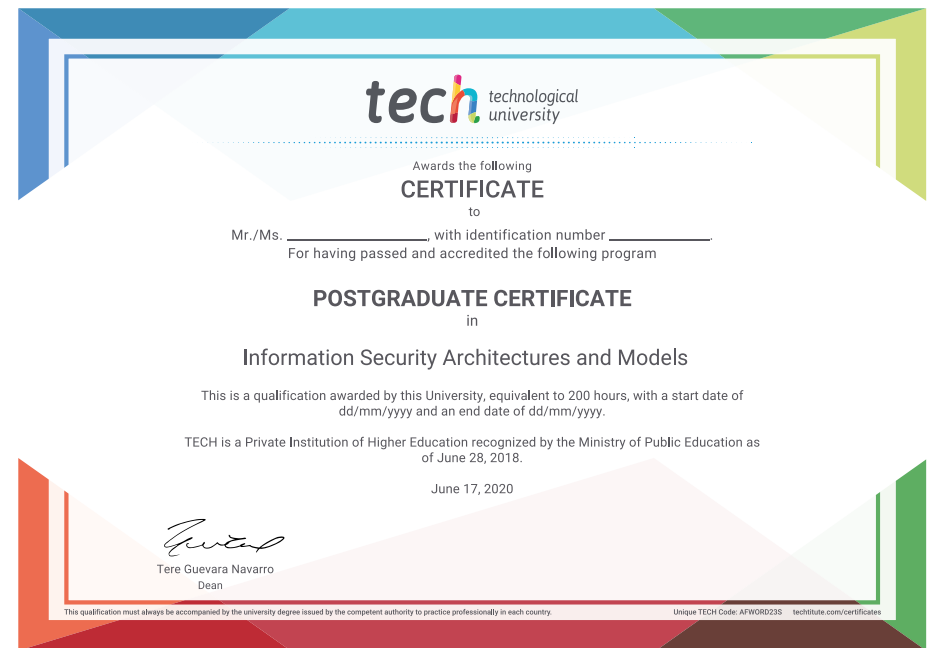 tech technological
university
Awards the following
CERTIFICATE
to
Mr./Ms. ____________, with identification number ____________.
For having passed and accredited the following program
POSTGRADUATE CERTIFICATE
in
Information Security Architectures and Models
This is a qualification awarded by this University, equivalent to 200 hours, with a start date of
dd/mm/yyyy and an end date of dd/mm/yyyy.
TECH is a Private Institution of Higher Education recognized by the Ministry of Public Education as
of June 28, 2018.
June 17, 2020
Tere Guevara Navarro
Dean
This qualification must always be accompanied by the university degree issued by the competent authority to practice professionally in each country.
Unique TECH Code: AFWORD23S techtitute.com/certificates